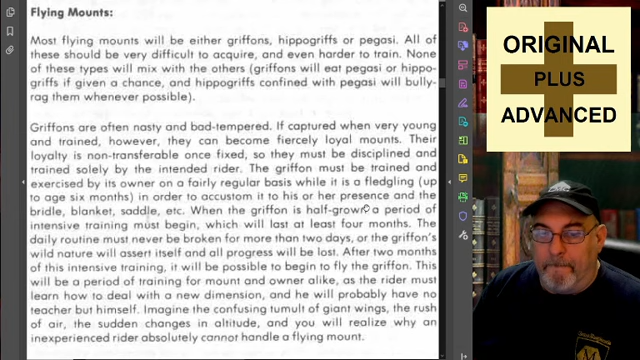 Flying Mounts:
Most flying mounts will be either griffons, hippogriffs or pegasi. All of
these should be very difficult to acquire, and even harder to train. None
of these types will mix with the others (griffons will eat pegasi or hippo-
griffs if given a chance, and hippogriffs confined with pegasi will bully-
rag them whenever possible).
Griffons are often nasty and bad-tempered. If captured when very young
and trained, however, they can become fiercely loyal mounts. Their
loyalty is non-transferable once fixed, so they must be disciplined and
trained solely by the intended rider. The griffon must be trained and
exercised by its owner on a fairly regular basis while it is a fledgling (up
to age six months) in order to accustom it to his or her presence and the
bridle, blanket, saddle, etc. When the griffon is half-grown a period of
intensive training must begin, which will last at least four months. The
daily routine must never be broken for more than two days, or the griffon's
wild nature will assert itself and all progress will be lost. After two months
of this intensive training, it will be possible to begin to fly the griffon. This
will be a period of training for mount and owner alike, as the rider must
learn how to deal with a new dimension, and he will probably have no
teacher but himself. Imagine the confusing tumult of giant wings, the rush
of air, the sudden changes in altitude, and you will realize why an
inexperienced rider absolutely cannot handle a flying mount.
ORIGINAL
PLUS
ADVANCED